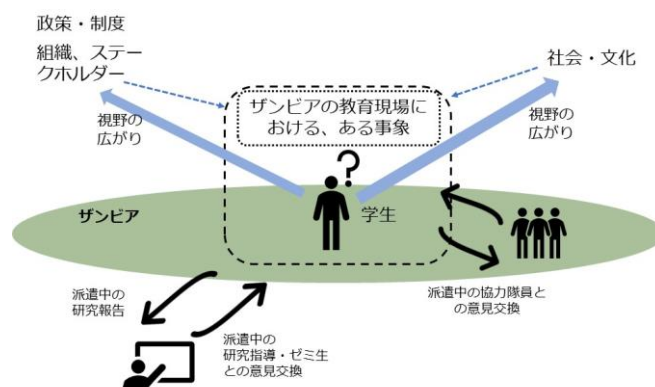 政策・制度
組織、ステー
クホルダー
社会・文化
ザンビアの教育現場に
おける、ある事象
視野の
広がり
視野の
広がり
?
ザンビア
学生
派遣中の
研究報告
派遣中の協力隊員と
の意見交換
派遣中の
研究指導・ゼミ生
との意見交換